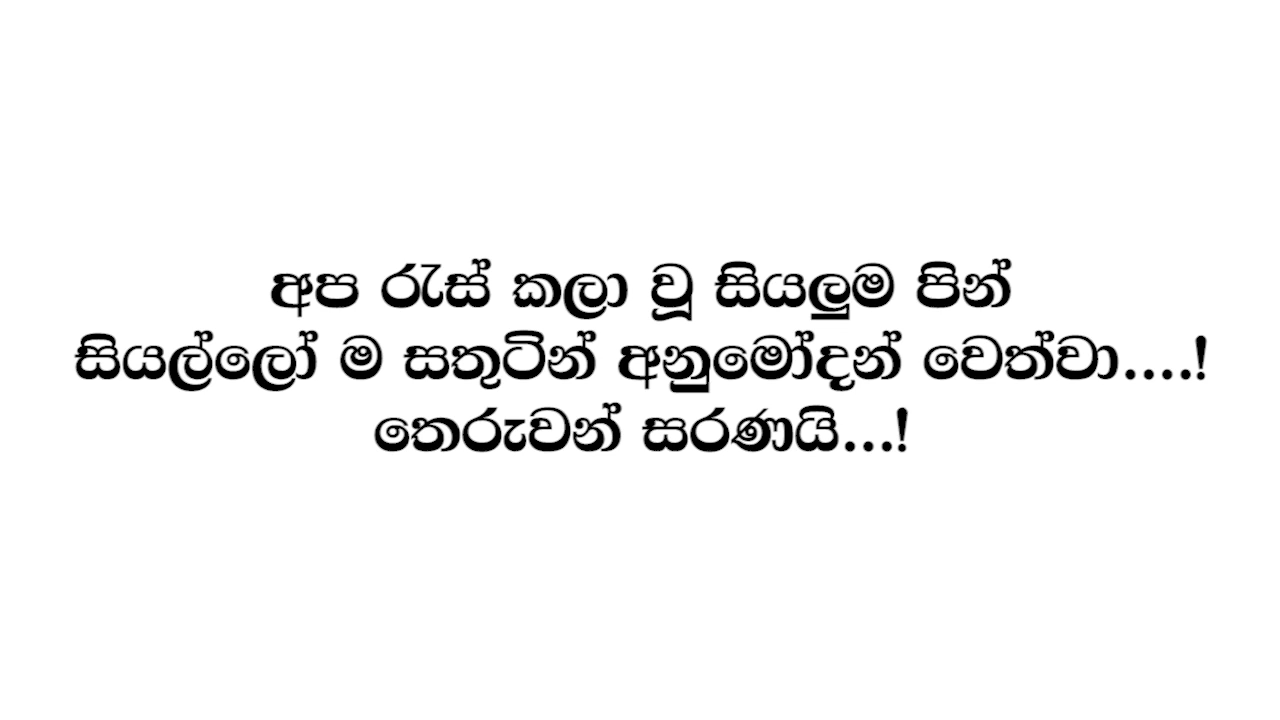 අප රැස් කලා වූ සියලුම පින්
සියල්ලෝ ම සතුටින් අනුමෝදන් වෙත්වා....!
තෙරුවන් සරණයි...!